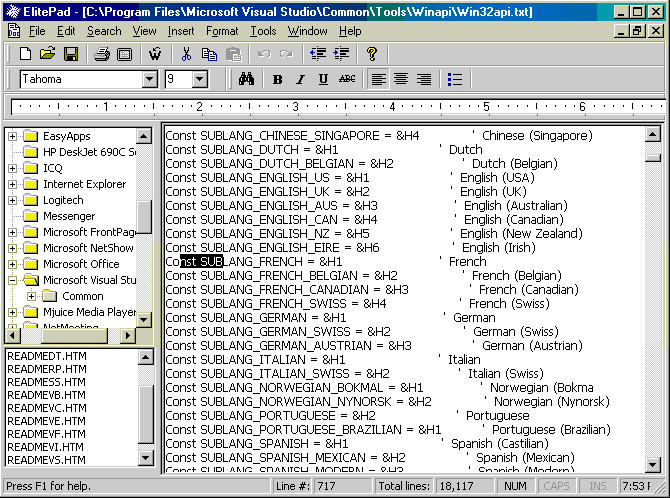 ElitePad - [C:\Program Files\Microsoft Visual Studio\Common\Tools\Winapi\Win32api.txt]
File Edit Search View Insert Format Tools Window Help
Tahoma 9 B I U ABC
1 2 3 4 5 6
EasyApps
HP DeskJet 690C Se
ICQ
Internet Explorer
Logitech
Messenger
Microsoft FrontPage
Microsoft NetShow
Microsoft Office
Microsoft Visual Stu
Common
Mjuice Media Player
NetMeeting
READMEDT.HTM
READMERP.HTM
READMESS.HTM
READMEVB.HTM
READMEVC.HTM
READMEVE.HTM
READMEVF.HTM
READMEVI.HTM
READMEVS.HTM
Const SUBLANG_CHINESE_SINGAPORE = &H4 ' Chinese (Singapore)
Const SUBLANG_DUTCH = &H1 ' Dutch
Const SUBLANG_DUTCH_BELGIAN = &H2 ' Dutch (Belgian)
Const SUBLANG_ENGLISH_US = &H1 ' English (USA)
Const SUBLANG_ENGLISH_UK = &H2 ' English (UK)
Const SUBLANG_ENGLISH_AUS = &H3 ' English (Australian)
Const SUBLANG_ENGLISH_CAN = &H4 ' English (Canadian)
Const SUBLANG_ENGLISH_NZ = &H5 ' English (New Zealand)
Const SUBLANG_ENGLISH_EIRE = &H6 ' English (Irish)
Const SUBLANG_FRENCH = &H1 ' French
Const SUBLANG_FRENCH_BELGIAN = &H2 ' French (Belgian)
Const SUBLANG_FRENCH_CANADIAN = &H3 ' French (Canadian)
Const SUBLANG_FRENCH_SWISS = &H4 ' French (Swiss)
Const SUBLANG_GERMAN = &H1 ' German
Const SUBLANG_GERMAN_SWISS = &H2 ' German (Swiss)
Const SUBLANG_GERMAN_AUSTRIAN = &H3 ' German (Austrian)
Const SUBLANG_ITALIAN = &H1 ' Italian
Const SUBLANG_ITALIAN_SWISS = &H2 ' Italian (Swiss)
Const SUBLANG_NORWEGIAN_BOKMAL = &H1 ' Norwegian (Bokma
Const SUBLANG_NORWEGIAN_NYNORSK = &H2 ' Norwegian (Nynorsk)
Const SUBLANG_PORTUGUESE = &H2 ' Portuguese
Const SUBLANG_PORTUGUESE_BRAZILIAN = &H1 ' Portuguese (Brazilian)
Const SUBLANG_SPANISH = &H1 ' Spanish (Castilian)
Const SUBLANG_SPANISH_MEXICAN = &H2 ' Spanish (Mexican)
Const SUBLANG_SPANISH_MODERN = &H3 ' Spanish (Modern)
Press F1 for help. Line #: 717 Total lines: 18,117 NUM CAPS INS 7:53 P